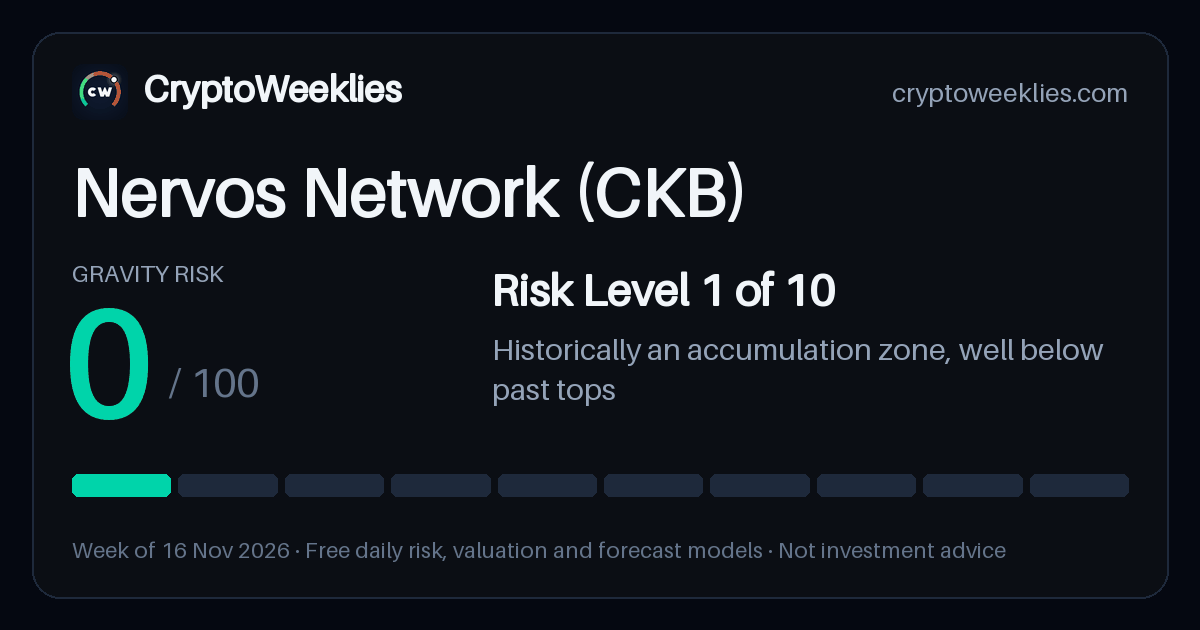 CW
CryptoWeeklies
cryptoweeklies.com
Nervos Network (CKB)
GRAVITY RISK
0 / 100
Risk Level 1 of 10
Historically an accumulation zone, well below
past tops
Week of 16 Nov 2026 · Free daily risk, valuation and forecast models · Not investment advice